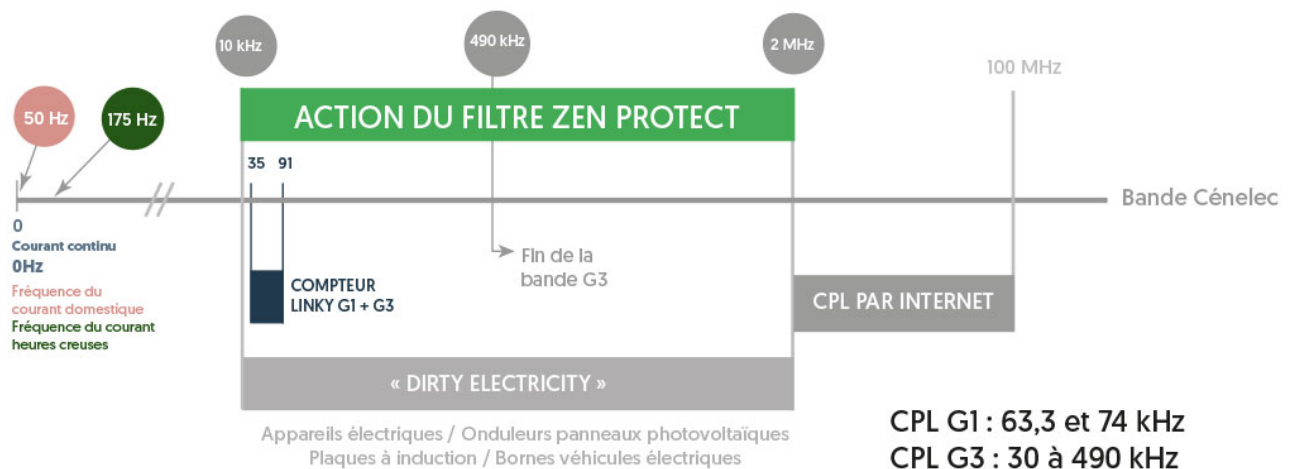 10 kHz
490 kHz
2 MHz
100 MHz
50 Hz
175 Hz
ACTION DU FILTRE ZEN PROTECT
35 91
Bande Cénelec
0
Courant continu
0Hz
Fréquence du
courant domestique
Fréquence du courant
heures creuses
Fin de la
bande G3
COMPTEUR
LINKY G1 + G3
CPL PAR INTERNET
« DIRTY ELECTRICITY »
Appareils électriques / Onduleurs panneaux photovoltaïques
Plaques à induction / Bornes véhicules électriques
CPL G1 : 63,3 et 74 kHz
CPL G3 : 30 à 490 kHz